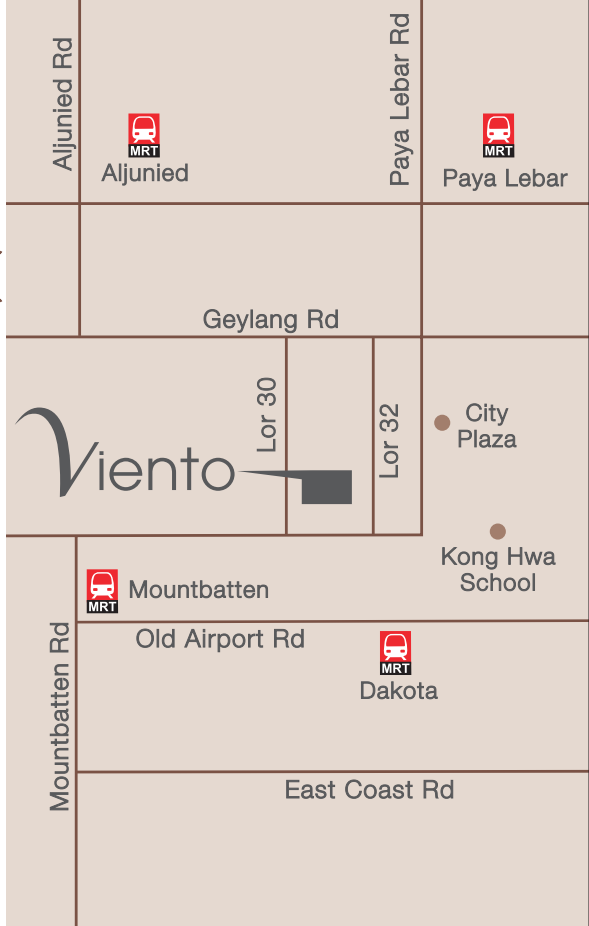 Aljunied Rd
Paya Lebar Rd
MRT
Aljunied
MRT
Paya Lebar
Geylang Rd
Lor 30
Lor 32
City
Plaza
Viento
Kong Hwa
School
MRT
Mountbatten
Mountbatten Rd
Old Airport Rd
MRT
Dakota
East Coast Rd